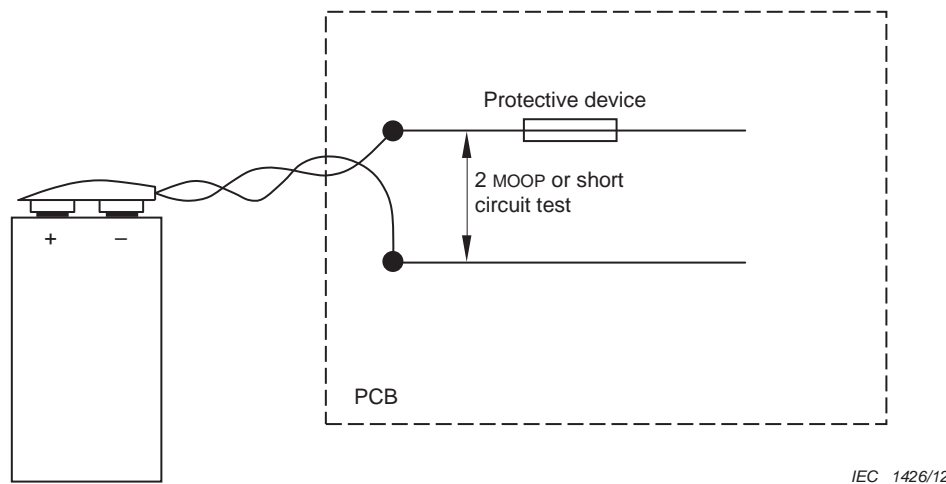 Protective device
2 MOOP or short
circuit test
+ –
PCB
IEC 1426/12